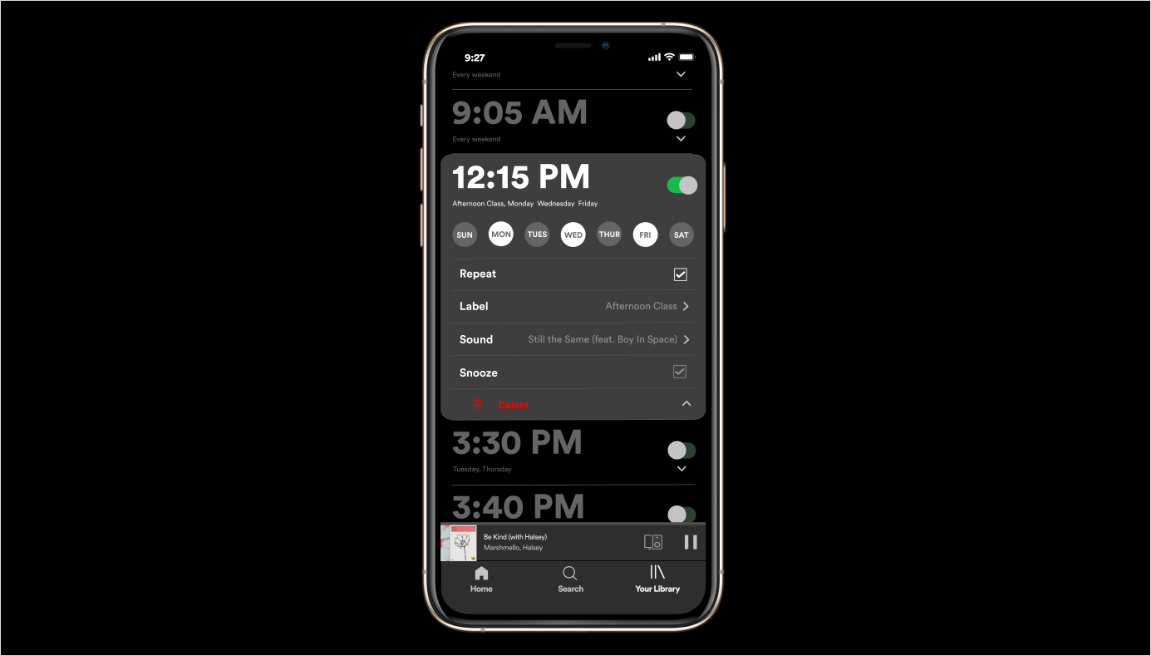 9:27
Every weekend
9:05 AM
Every weekend
12:15 PM
Afternoon Class, Monday Wednesday Friday
SUN MON TUES WED THUR FRI SAT
Repeat
Label Afternoon Class
Sound Still the Same (feat. Boy In Space)
Snooze
Delete
3:30 PM
Tuesday, Thursday
3:40 PM
Be Kind (with Halsey)
Marshmello, Halsey
Home Search Your Library